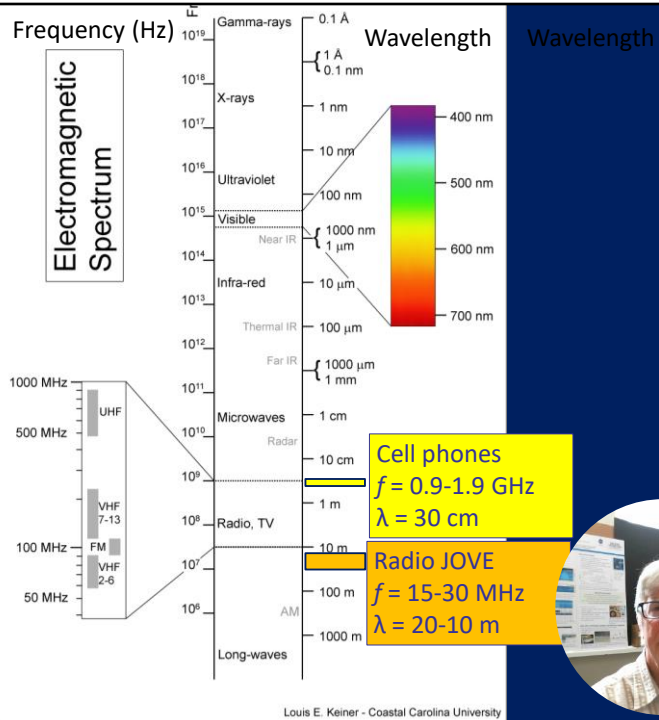 Frequency (Hz)
Wavelength
Wavelength
Electromagnetic
Spectrum
Gamma-rays
X-rays
Ultraviolet
Visible
Near IR
Infra-red
Thermal IR
Far IR
Microwaves
Radar
Radio, TV
AM
Long-waves
10¹⁹
10¹⁸
10¹⁷
10¹⁶
10¹⁵
10¹⁴
10¹³
10¹²
10¹¹
10¹⁰
10⁹
10⁸
10⁷
10⁶
0.1 Å
1 Å
0.1 nm
1 nm
10 nm
100 nm
1000 nm
1 µm
10 µm
100 µm
1000 µm
1 mm
1 cm
10 cm
1 m
10 m
100 m
1000 m
400 nm
500 nm
600 nm
700 nm
1000 MHz
UHF
500 MHz
VHF
7-13
100 MHz
FM
VHF
2-6
50 MHz
Cell phones
f = 0.9-1.9 GHz
λ = 30 cm
Radio JOVE
f = 15-30 MHz
λ = 20-10 m
Louis E. Keiner - Coastal Carolina University